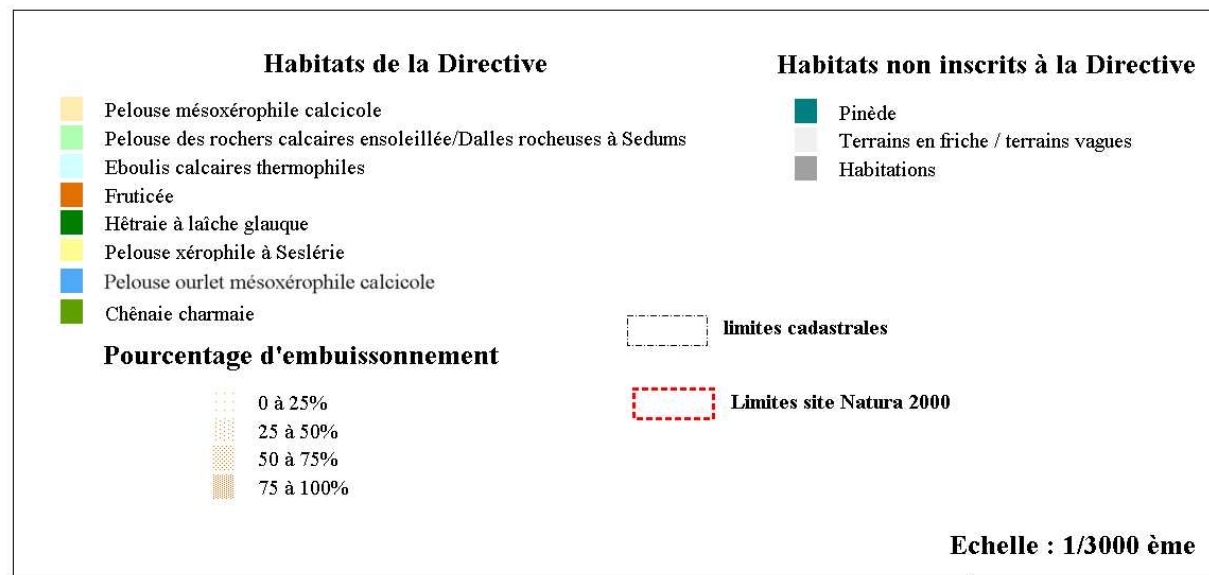 Habitats de la Directive
Pelouse mésoxérophile calcicole
Pelouse des rochers calcaires ensoleillée/Dalles rocheuses à Sedums
Eboulis calcaires thermophiles
Fruticée
Hêtraie à laîche glauque
Pelouse xérophile à Seslérie
Pelouse ourlet mésoxérophile calcicole
Chênaie charmaie
Pourcentage d'embuissonnement
0 à 25%
25 à 50%
50 à 75%
75 à 100%
Habitats non inscrits à la Directive
Pinède
Terrains en friche / terrains vagues
Habitations
limites cadastrales
Limites site Natura 2000
Echelle : 1/3000 ème